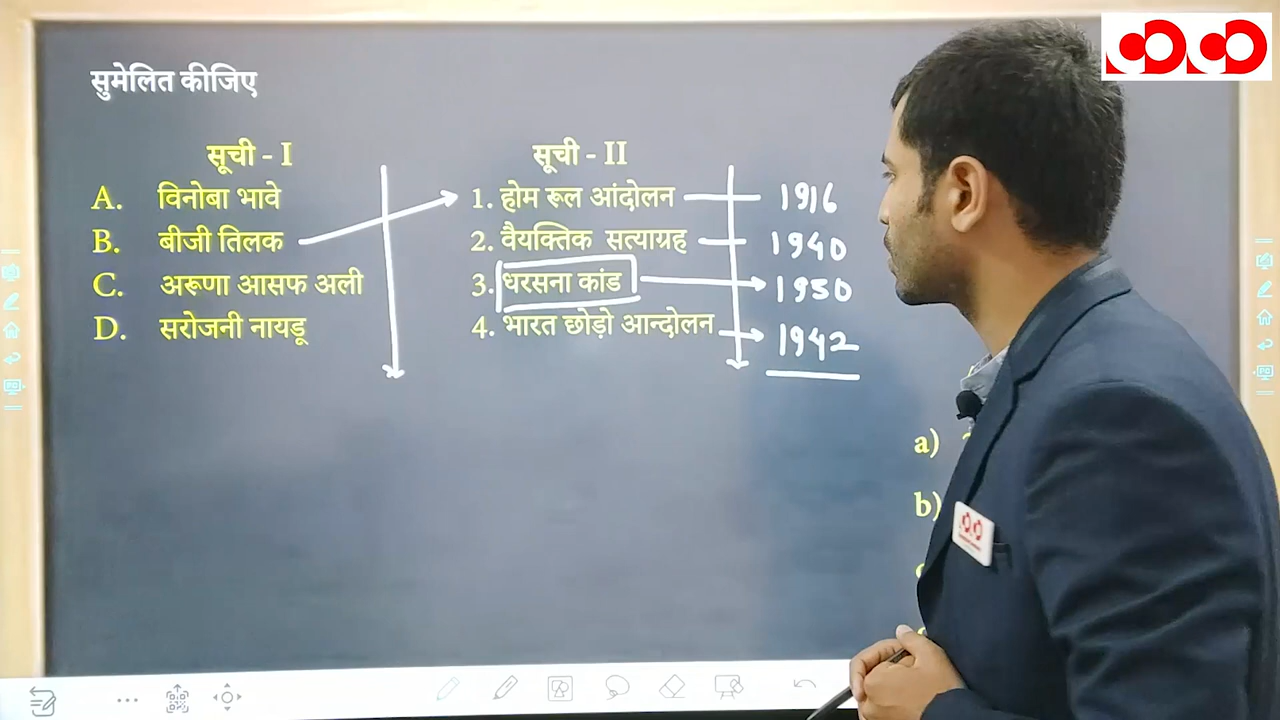 सुमेलित कीजिए
सूची - I
A. विनोबा भावे
B. बीजी तिलक
C. अरूणा आसफ अली
D. सरोजनी नायडू
सूची - II
1. होम रूल आंदोलन 1916
2. वैयक्तिक सत्याग्रह 1940
3. धरसना कांड 1930
4. भारत छोड़ो आन्दोलन 1942
a)
b)